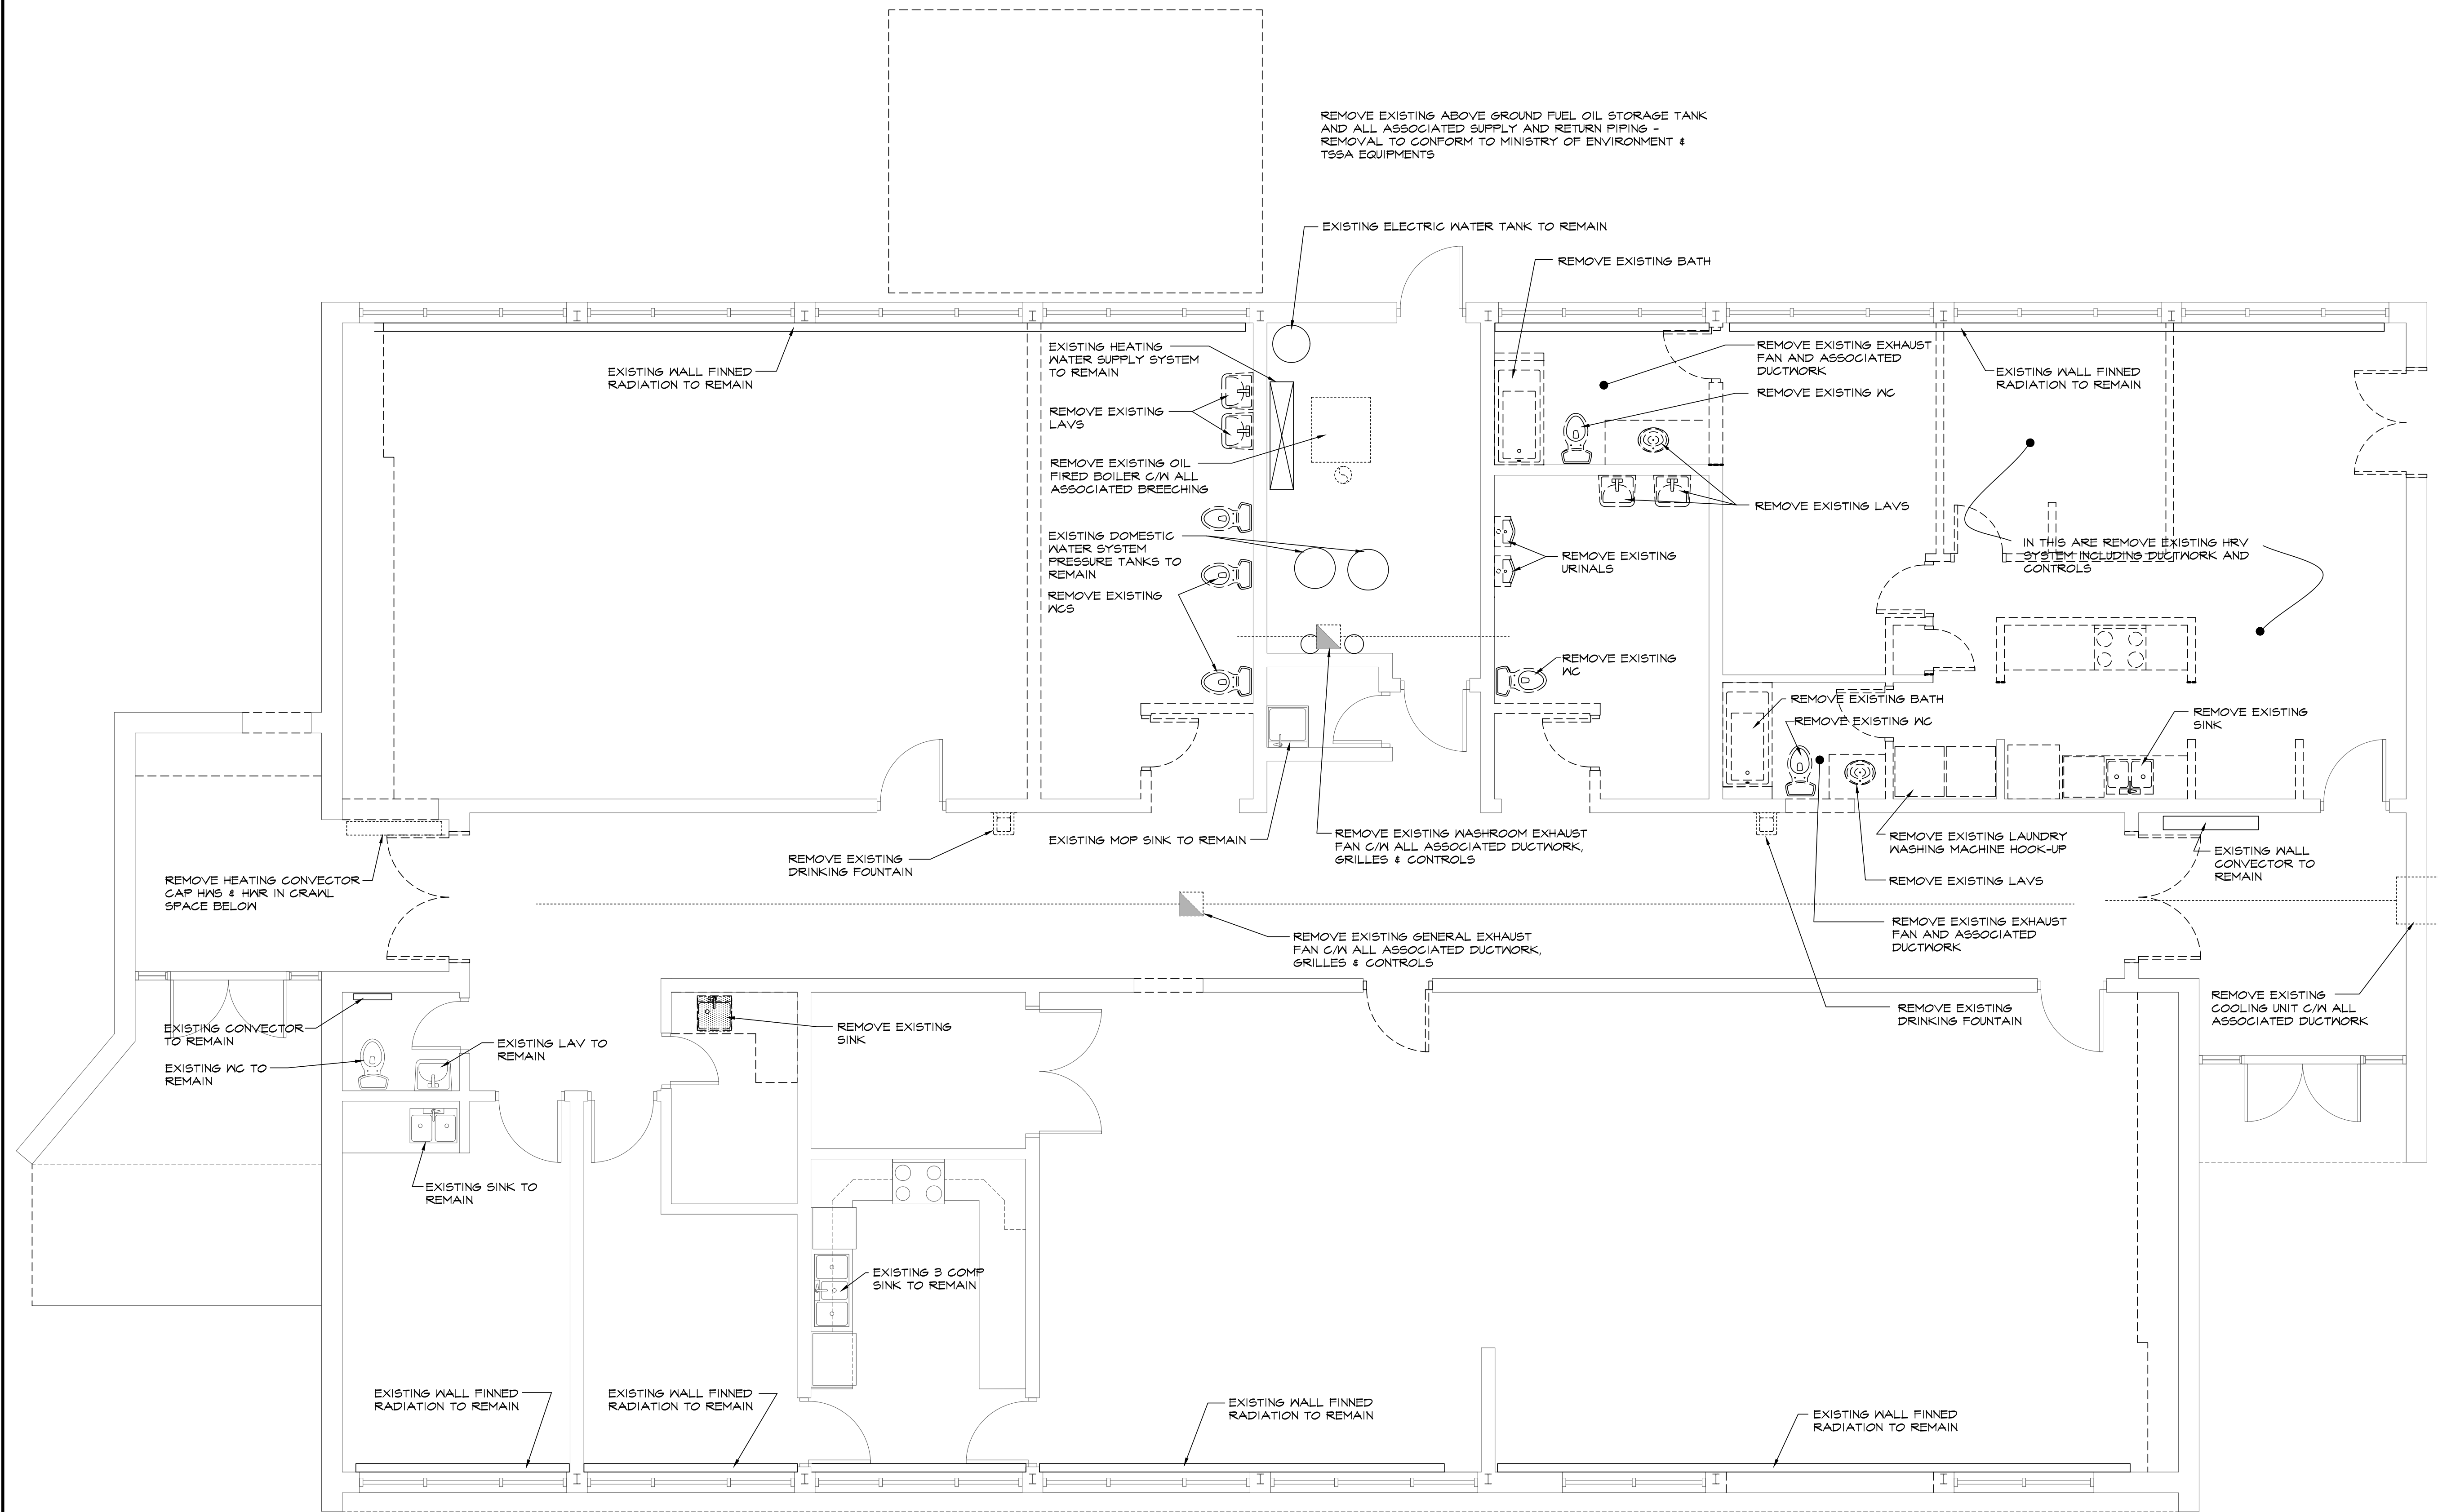 REMOVE EXISTING ABOVE GROUND FUEL OIL STORAGE TANK
AND ALL ASSOCIATED SUPPLY AND RETURN PIPING -
REMOVAL TO CONFORM TO MINISTRY OF ENVIRONMENT &
TSSA EQUIPMENTS
EXISTING ELECTRIC WATER TANK TO REMAIN
REMOVE EXISTING BATH
EXISTING WALL FINNED
RADIATION TO REMAIN
EXISTING HEATING
WATER SUPPLY SYSTEM
TO REMAIN
REMOVE EXISTING
LAVS
REMOVE EXISTING OIL
FIRED BOILER C/W ALL
ASSOCIATED BREECHING
EXISTING DOMESTIC
WATER SYSTEM
PRESSURE TANKS TO
REMAIN
REMOVE EXISTING
WCS
REMOVE EXISTING EXHAUST
FAN AND ASSOCIATED
DUCTWORK
REMOVE EXISTING WC
EXISTING WALL FINNED
RADIATION TO REMAIN
REMOVE EXISTING LAVS
REMOVE EXISTING
URINALS
IN THIS ARE REMOVE EXISTING HRV
SYSTEM INCLUDING DUCTWORK AND
CONTROLS
REMOVE EXISTING
WC
REMOVE EXISTING BATH
REMOVE EXISTING WC
REMOVE EXISTING
SINK
REMOVE EXISTING
DRINKING FOUNTAIN
EXISTING MOP SINK TO REMAIN
REMOVE EXISTING WASHROOM EXHAUST
FAN C/W ALL ASSOCIATED DUCTWORK,
GRILLES & CONTROLS
REMOVE EXISTING LAUNDRY
WASHING MACHINE HOOK-UP
REMOVE EXISTING LAVS
EXISTING WALL
CONVECTOR TO
REMAIN
REMOVE HEATING CONVECTOR
CAP HWS & HWR IN CRAWL
SPACE BELOW
REMOVE EXISTING GENERAL EXHAUST
FAN C/W ALL ASSOCIATED DUCTWORK,
GRILLES & CONTROLS
REMOVE EXISTING EXHAUST
FAN AND ASSOCIATED
DUCTWORK
EXISTING CONVECTOR
TO REMAIN
EXISTING WC TO
REMAIN
EXISTING LAV TO
REMAIN
REMOVE EXISTING
SINK
REMOVE EXISTING
DRINKING FOUNTAIN
REMOVE EXISTING
COOLING UNIT C/W ALL
ASSOCIATED DUCTWORK
EXISTING SINK TO
REMAIN
EXISTING 3 COMP
SINK TO REMAIN
EXISTING WALL FINNED
RADIATION TO REMAIN
EXISTING WALL FINNED
RADIATION TO REMAIN
EXISTING WALL FINNED
RADIATION TO REMAIN
EXISTING WALL FINNED
RADIATION TO REMAIN